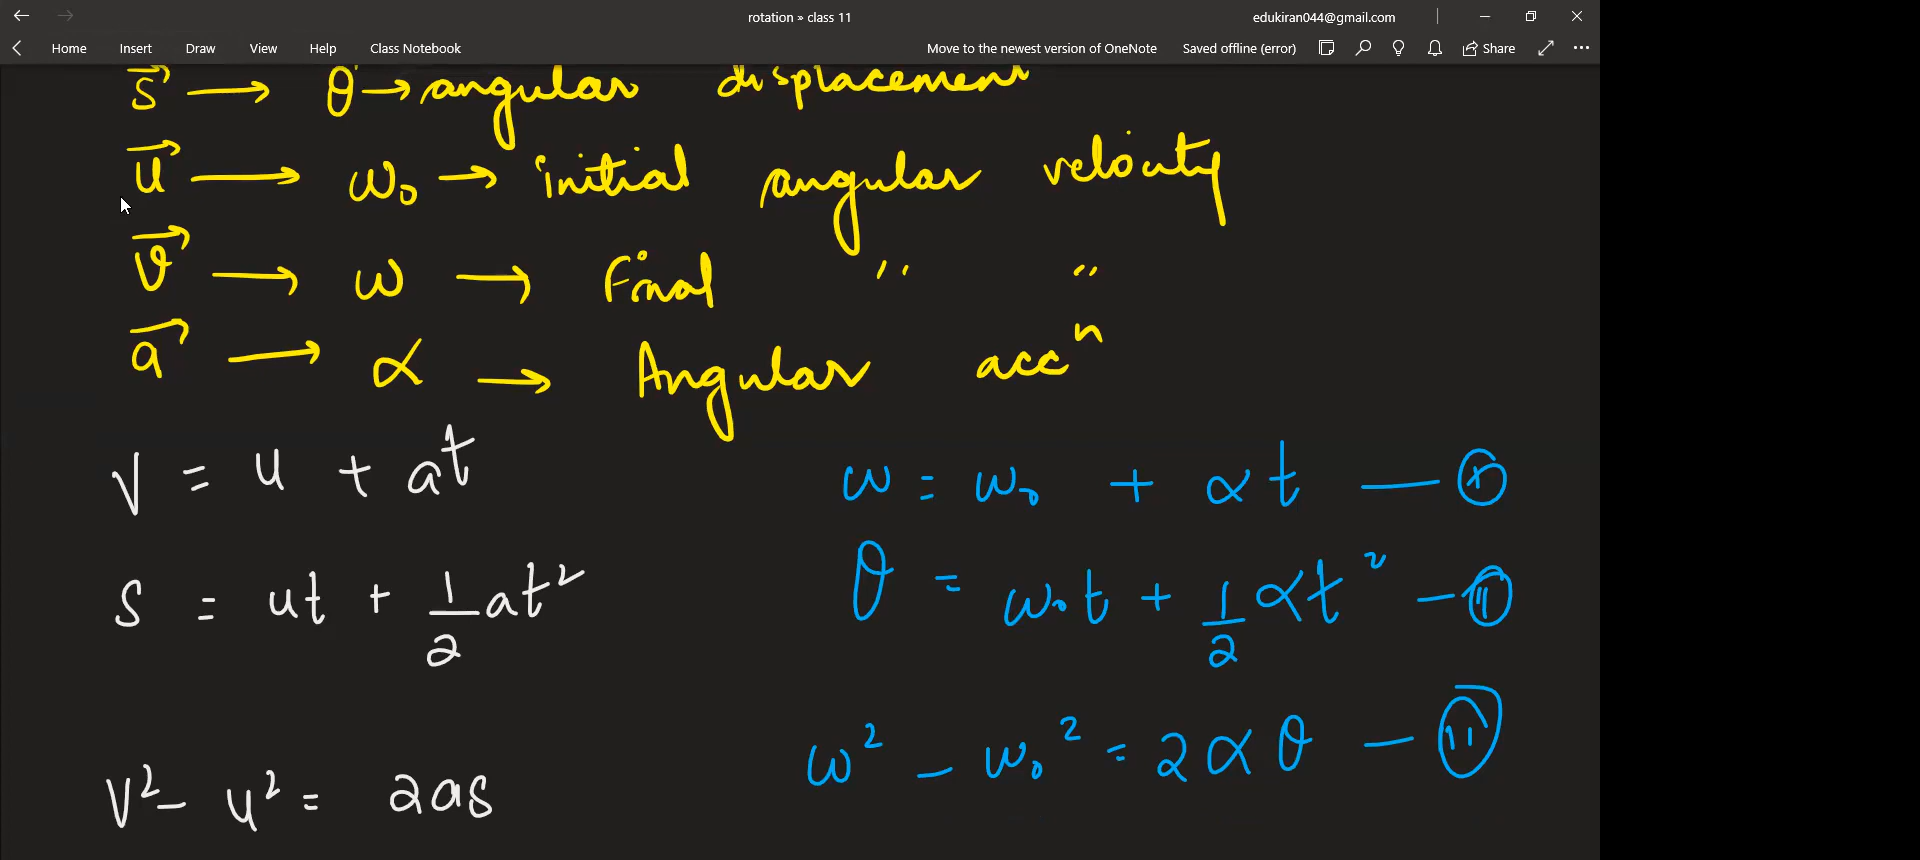 rotation » class 11
edukiran044@gmail.com
Home Insert Draw View Help Class Notebook
Move to the newest version of OneNote Saved offline (error) Share
s⃗ → θ → angular displacement
u⃗ → ω₀ → initial angular velocity
v⃗ → ω → Final " "
a⃗ → α → Angular accⁿ
v = u + at
ω = ω₀ + αt —
s = ut + 1/2 at²
θ = ω₀t + 1/2 αt² — II
v² - u² = 2as
ω² - ω₀² = 2αθ —